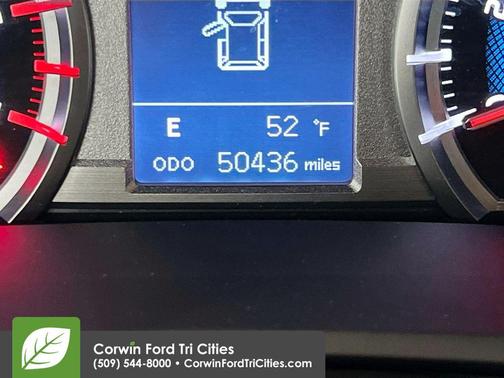 E 52 °F
ODO 50436 miles
Corwin Ford Tri Cities
(509) 544-8000 • CorwinFordTriCities.com